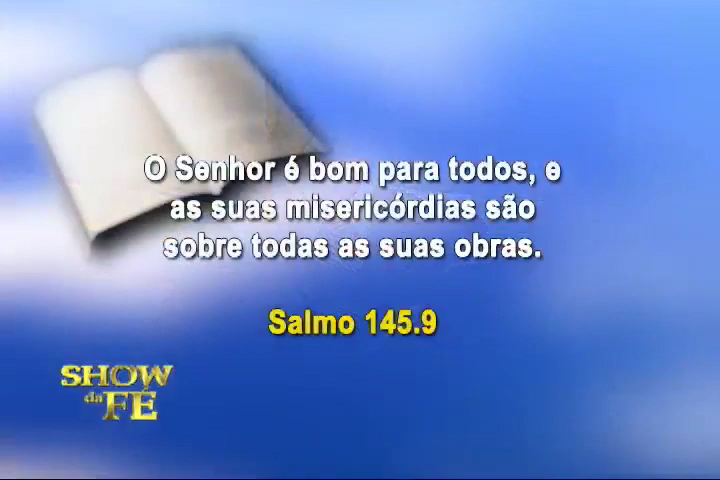 O Senhor é bom para todos, e
as suas misericórdias são
sobre todas as suas obras.
Salmo 145.9
SHOW
da FÉ